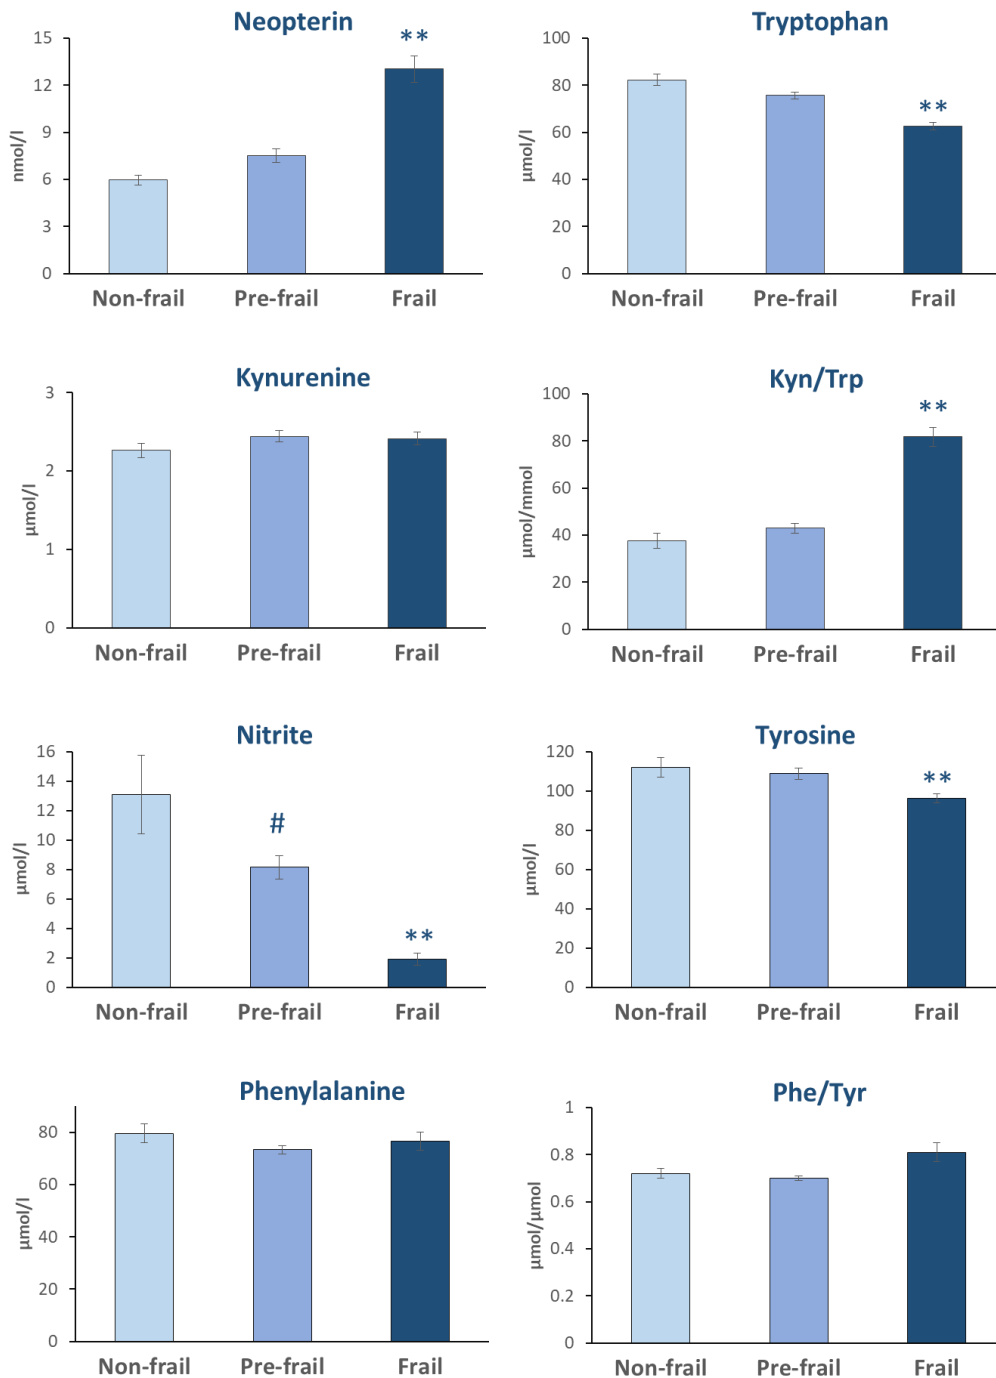 Neopterin
**
15
12
9
6
3
0
nmol/l
Non-frail Pre-frail Frail
Tryptophan
**
100
80
60
40
20
0
µmol/l
Non-frail Pre-frail Frail
Kynurenine
3
2
1
0
µmol/l
Non-frail Pre-frail Frail
Kyn/Trp
**
100
80
60
40
20
0
µmol/mmol
Non-frail Pre-frail Frail
Nitrite
16
14
12
10
8
6
4
2
0
µmol/l
#
**
Non-frail Pre-frail Frail
Tyrosine
**
120
100
80
60
40
20
0
µmol/l
Non-frail Pre-frail Frail
Phenylalanine
80
60
40
20
0
µmol/l
Non-frail Pre-frail Frail
Phe/Tyr
1
0.8
0.6
0.4
0.2
0
µmol/µmol
Non-frail Pre-frail Frail